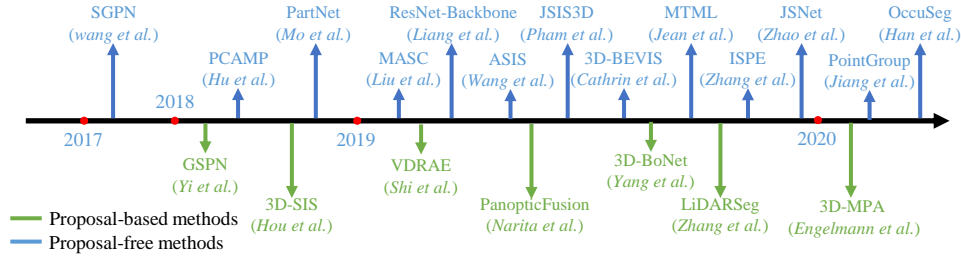 SGPN
(wang et al.)
PartNet
(Mo et al.)
ResNet-Backbone
(Liang et al.)
JSIS3D
(Pham et al.)
MTML
(Jean et al.)
JSNet
(Zhao et al.)
OccuSeg
(Han et al.)
PCAMP
(Hu et al.)
MASC
(Liu et al.)
ASIS
(Wang et al.)
3D-BEVIS
(Cathrin et al.)
ISPE
(Zhang et al.)
PointGroup
(Jiang et al.)
2017
2018
2019
2020
GSPN
(Yi et al.)
VDRAE
(Shi et al.)
3D-BoNet
(Yang et al.)
3D-SIS
(Hou et al.)
PanopticFusion
(Narita et al.)
LiDARSeg
(Zhang et al.)
3D-MPA
(Engelmann et al.)
Proposal-based methods
Proposal-free methods